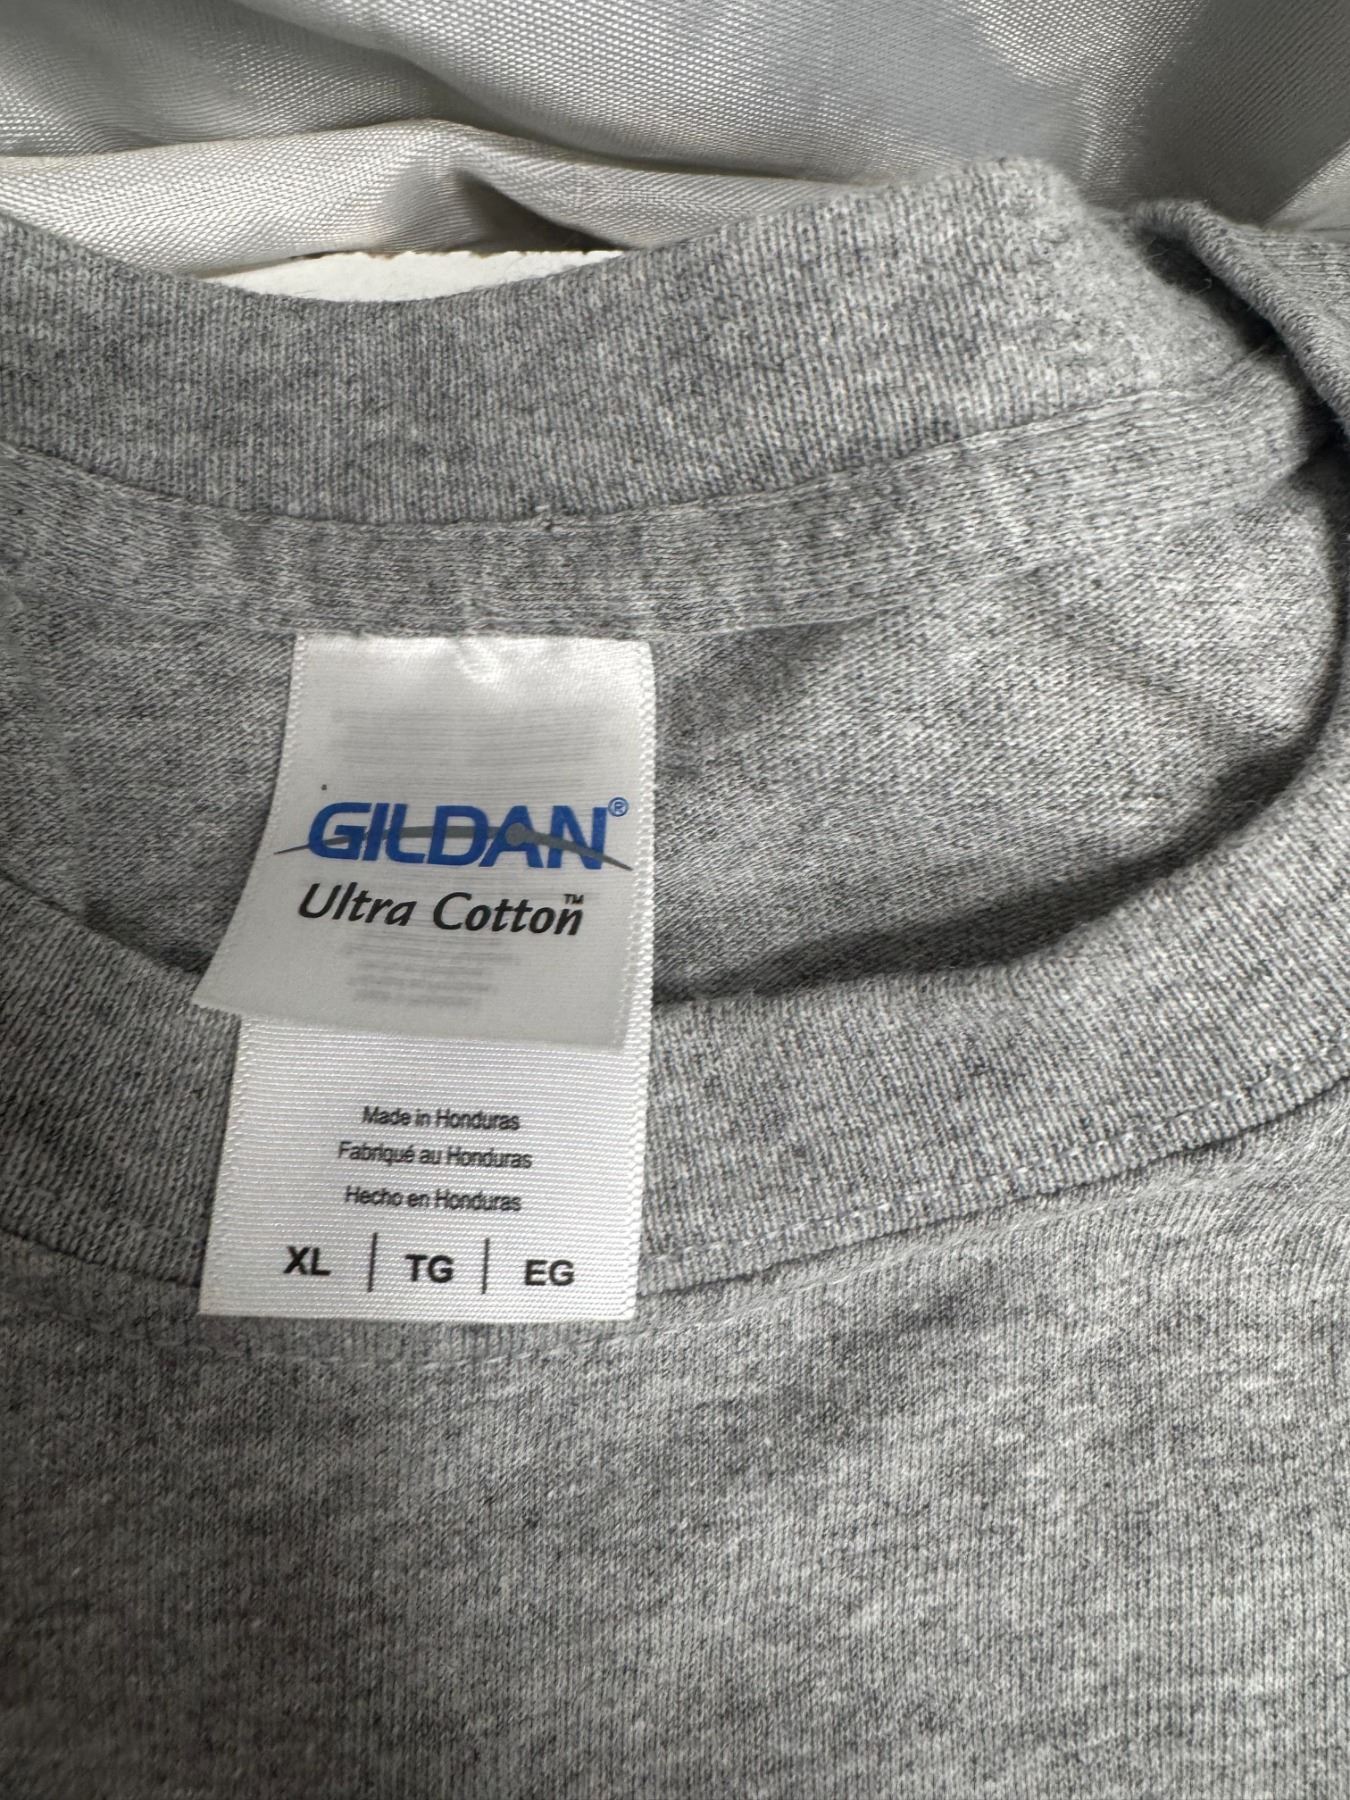 GILDAN®
Ultra Cotton™
Made in Honduras
Fabriqué au Honduras
Hecho en Honduras
XL | TG | EG